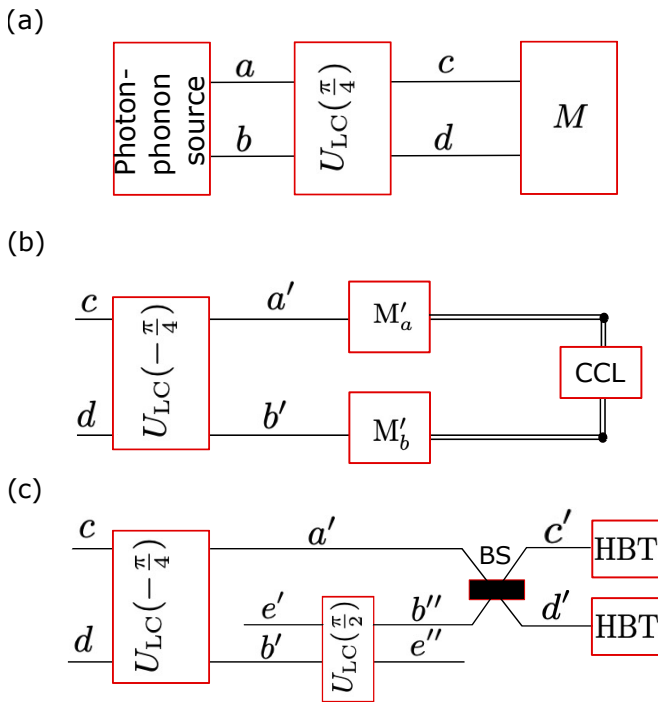 (a)
Photon-
phonon
source
a
b
U_LC(π/4)
c
d
M
(b)
c
d
U_LC(−π/4)
a′
b′
M′_a
M′_b
CCL
(c)
c
d
U_LC(−π/4)
a′
e′
b′
U_LC(π/2)
b″
e″
BS
c′
d′
HBT
HBT